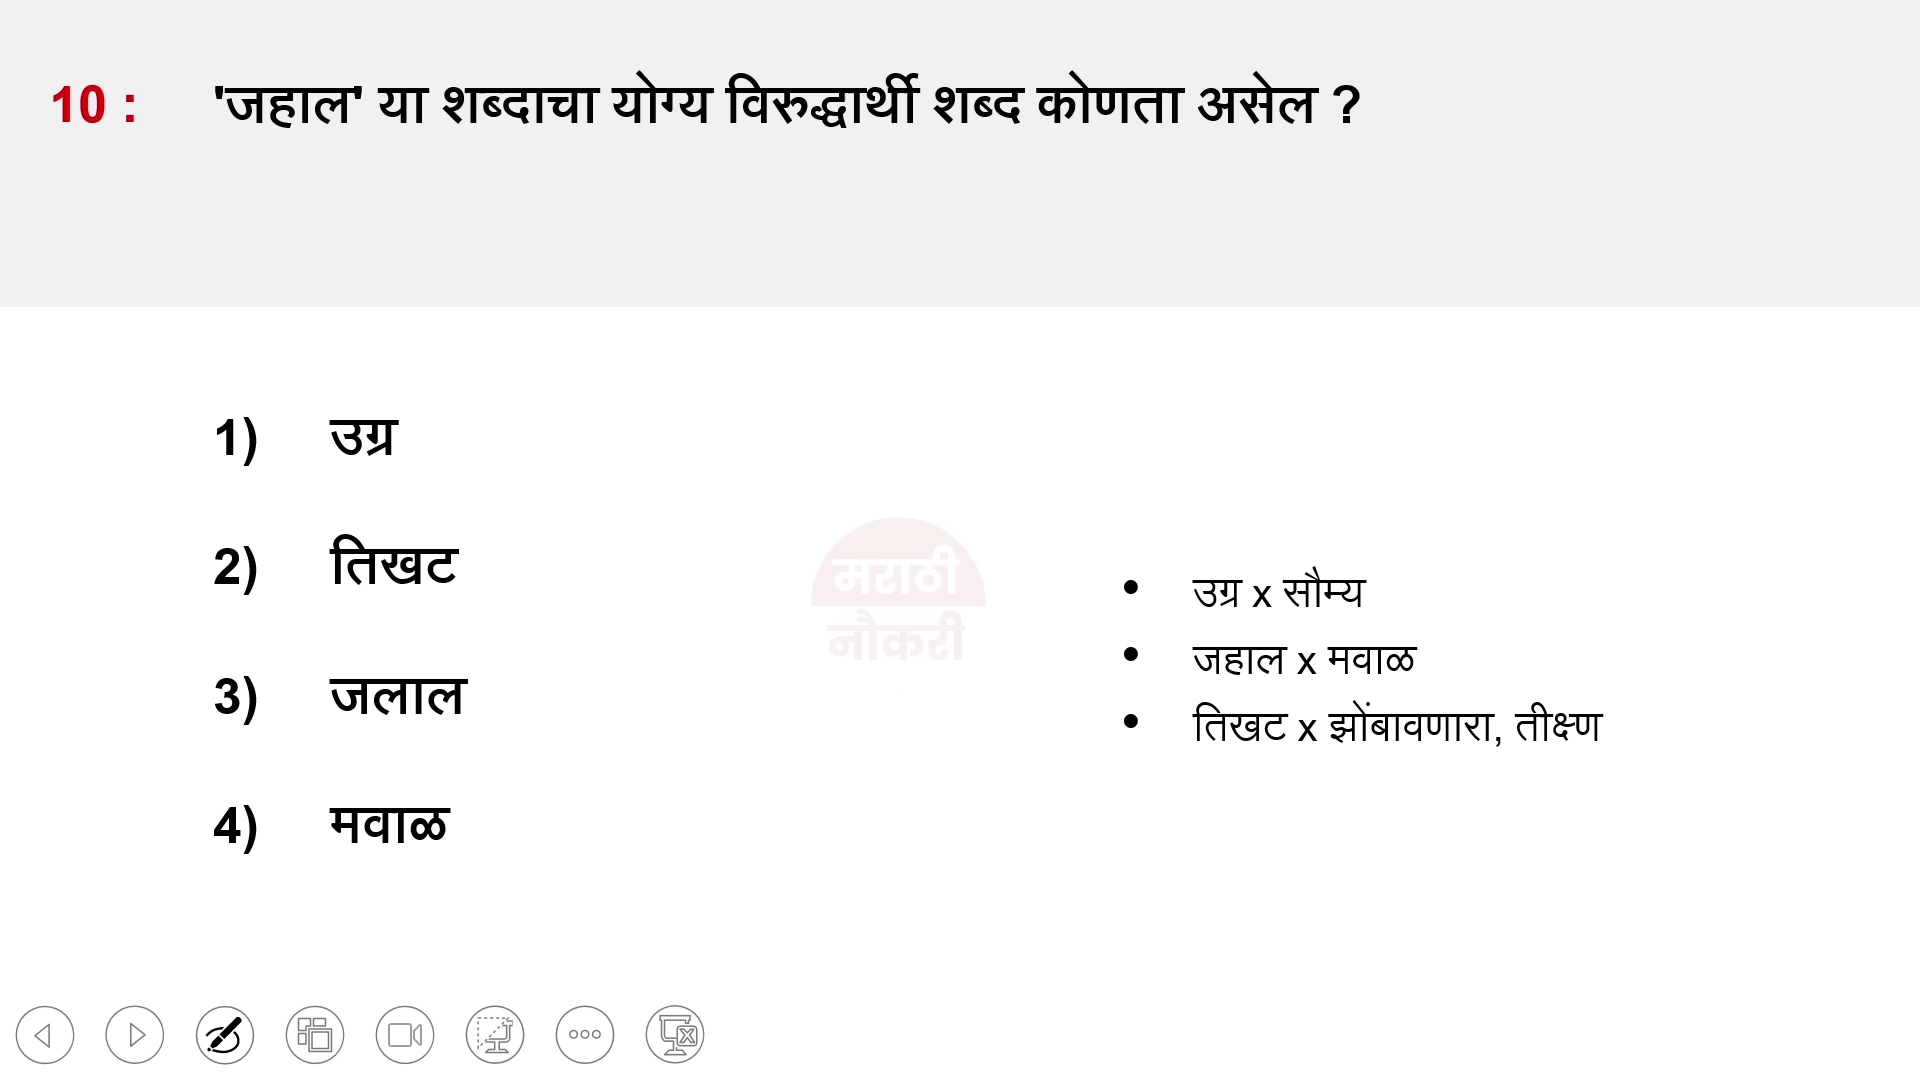 10 : 'जहाल' या शब्दाचा योग्य विरुद्धार्थी शब्द कोणता असेल ?
1) उग्र
2) तिखट
3) जलाल
4) मवाळ
मराठी
नौकरी
• उग्र x सौम्य
• जहाल x मवाळ
• तिखट x झोंबावणारा, तीक्ष्ण